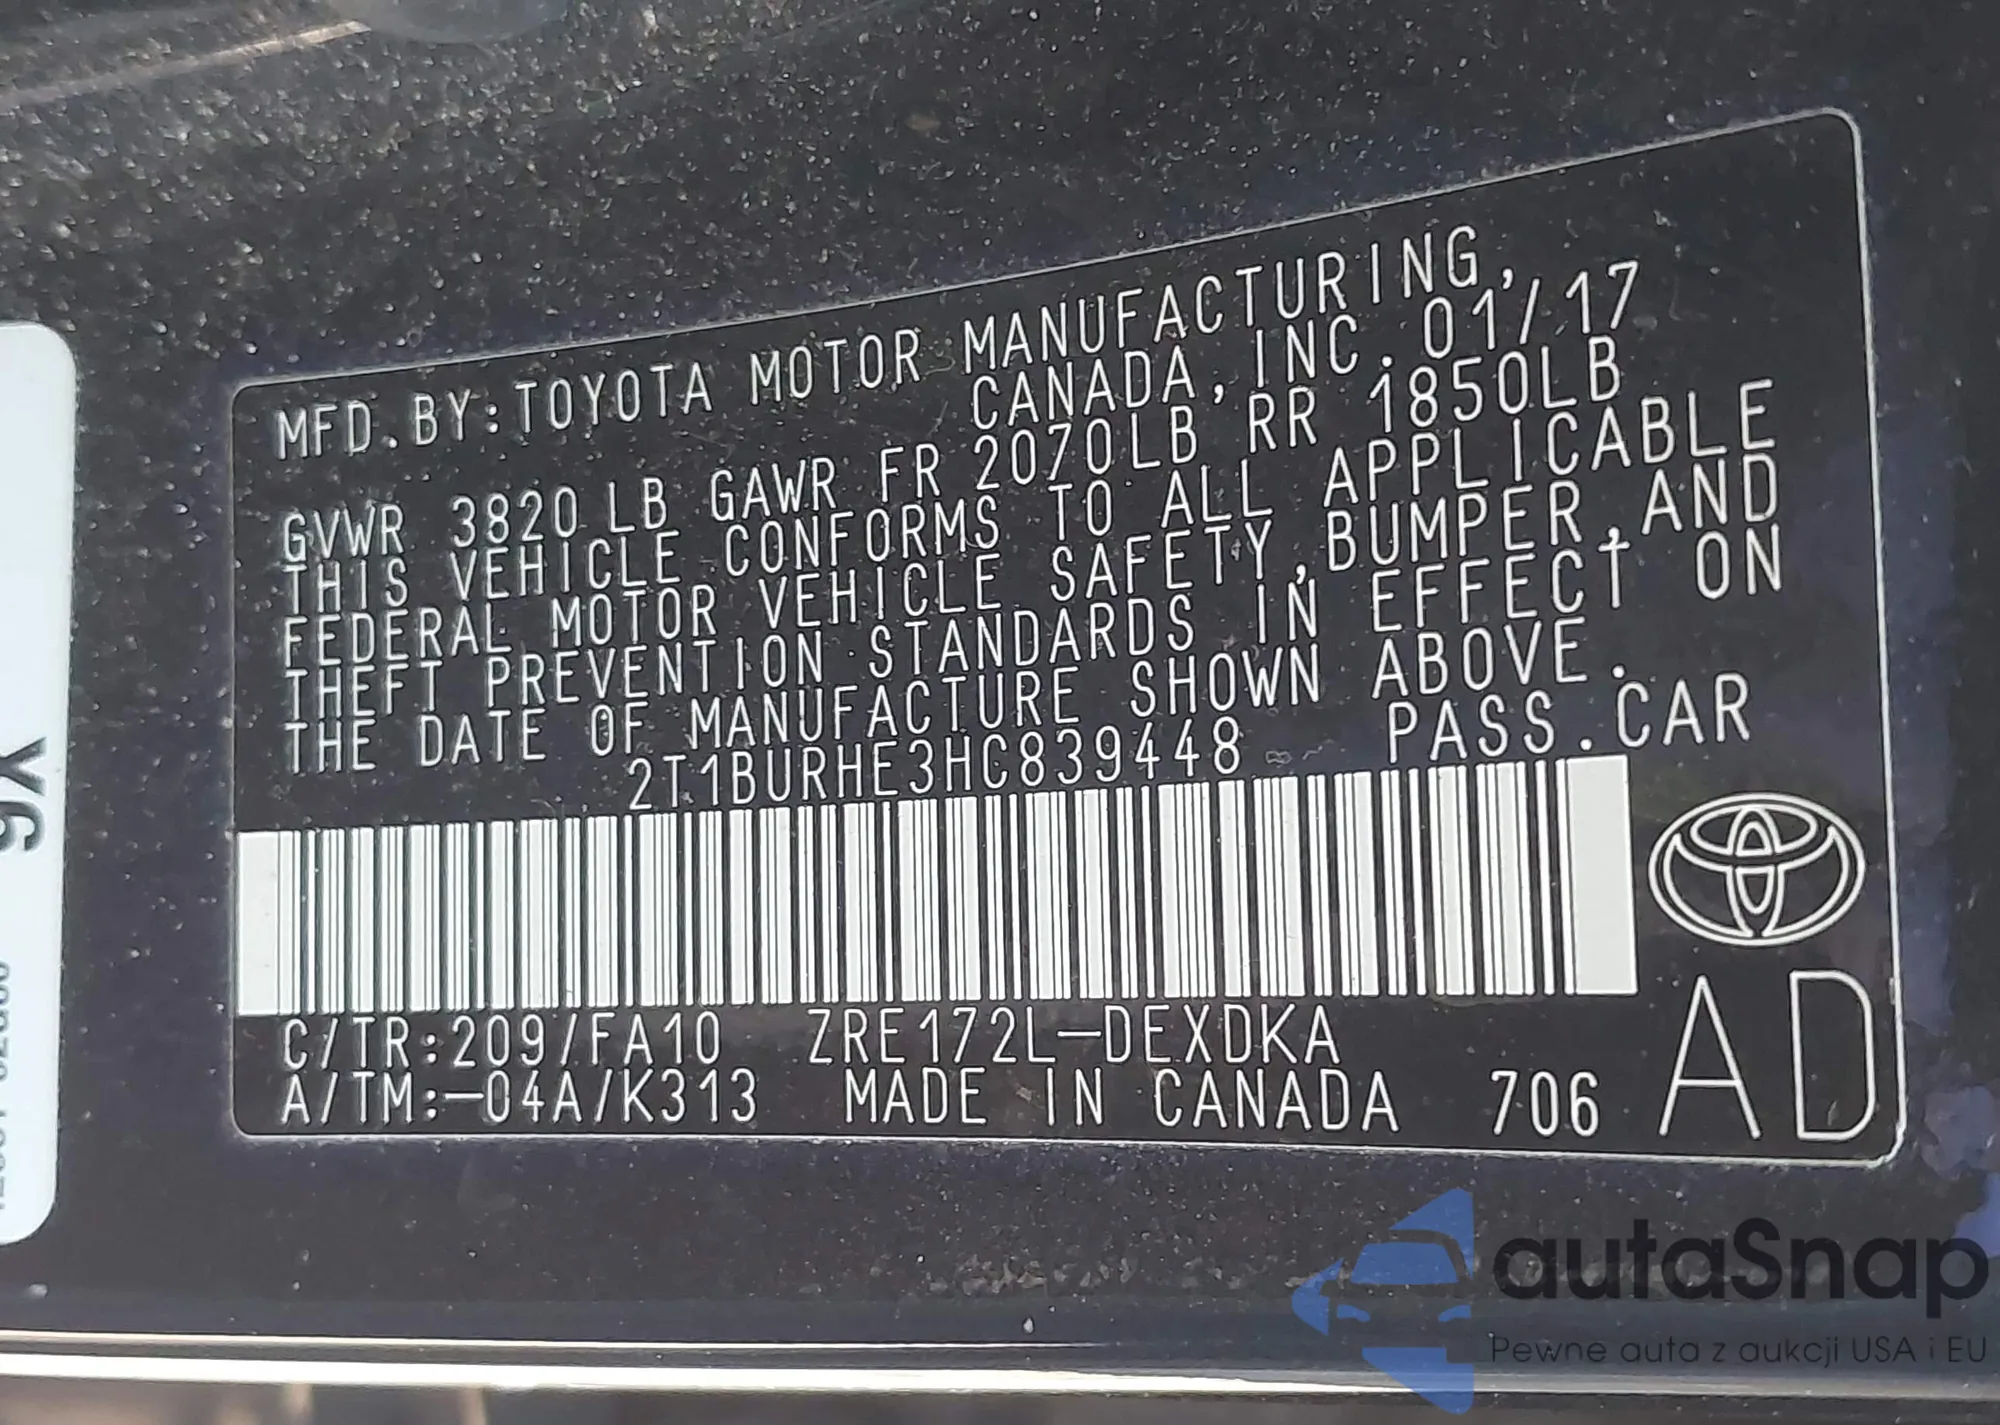 MFD.BY:TOYOTA MOTOR MANUFACTURING,
CANADA, INC. 01/17
GVWR 3820 LB GAWR FR 2070LB RR 1850LB
THIS VEHICLE CONFORMS TO ALL APPLICABLE
FEDERAL MOTOR VEHICLE SAFETY, BUMPER, AND
THEFT PREVENTION STANDARDS IN EFFECT ON
THE DATE OF MANUFACTURE SHOWN ABOVE.
2T1BURHE3HC839448 PASS.CAR
C/TR:209/FA10 ZRE172L-DEXDKA
A/TM:-04A/K313 MADE IN CANADA 706 AD
autaSnap
Pewne auta z aukcji USA i EU